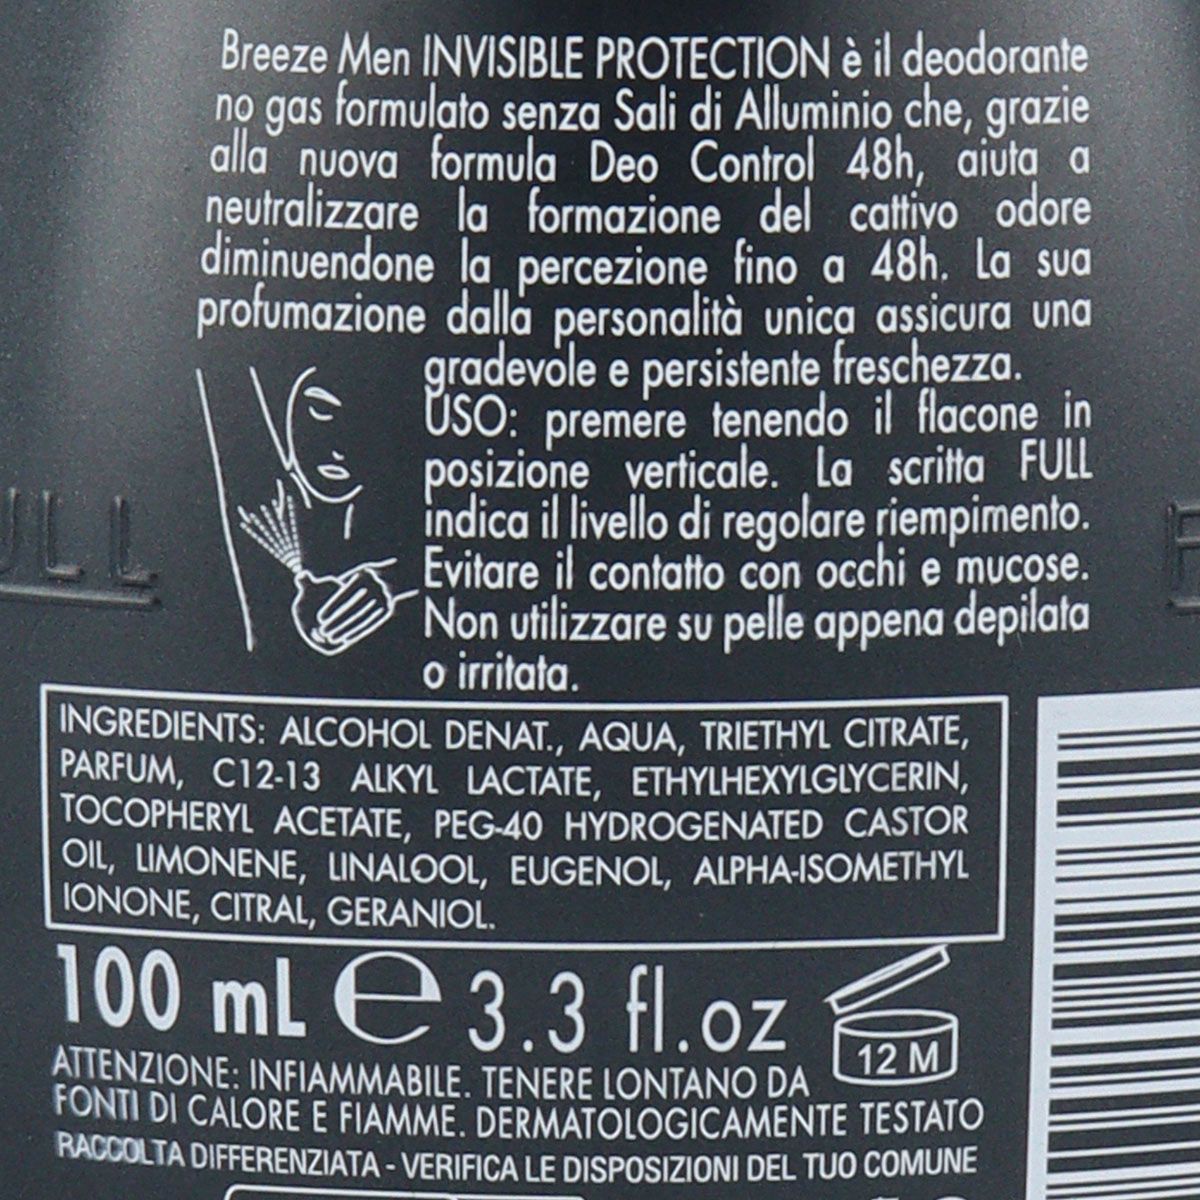 Breeze Men INVISIBLE PROTECTION è il deodorante
no gas formulato senza Sali di Alluminio che, grazie
alla nuova formula Deo Control 48h, aiuta a
neutralizzare la formazione del cattivo odore
diminuendone la percezione fino a 48h. La sua
profumazione dalla personalità unica assicura una
gradevole e persistente freschezza.
USO: premere tenendo il flacone in
posizione verticale. La scritta FULL
indica il livello di regolare riempimento.
Evitare il contatto con occhi e mucose.
Non utilizzare su pelle appena depilata
o irritata.
INGREDIENTS: ALCOHOL DENAT., AQUA, TRIETHYL CITRATE,
PARFUM, C12-13 ALKYL LACTATE, ETHYLHEXYLGLYCERIN,
TOCOPHERYL ACETATE, PEG-40 HYDROGENATED CASTOR
OIL, LIMONENE, LINALOOL, EUGENOL, ALPHA-ISOMETHYL
IONONE, CITRAL, GERANIOL.
100 mL e 3.3 fl.oz
12 M
ATTENZIONE: INFIAMMABILE. TENERE LONTANO DA
FONTI DI CALORE E FIAMME. DERMATOLOGICAMENTE TESTATO
RACCOLTA DIFFERENZIATA - VERIFICA LE DISPOSIZIONI DEL TUO COMUNE